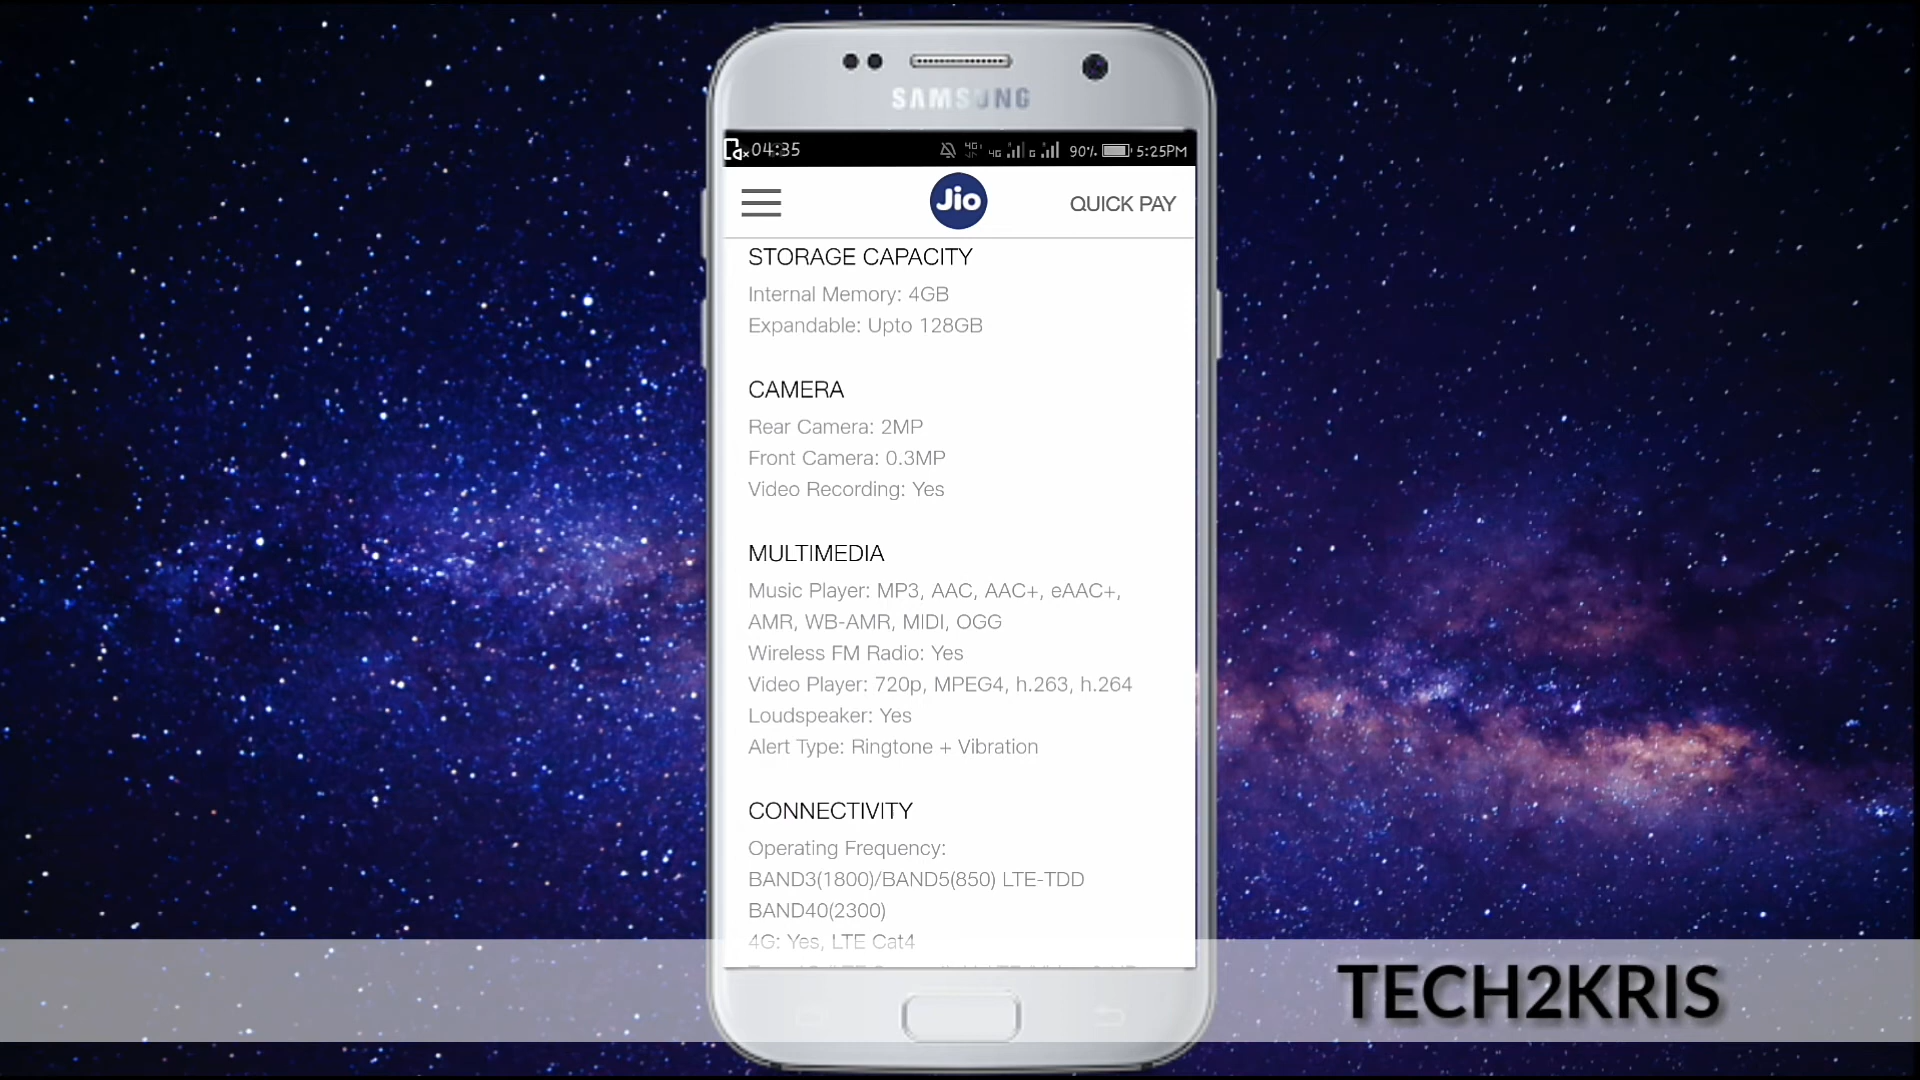 SAMSUNG
04:35
4G
4G
G
90% 5:25PM
Jio
QUICK PAY
STORAGE CAPACITY
Internal Memory: 4GB
Expandable: Upto 128GB
CAMERA
Rear Camera: 2MP
Front Camera: 0.3MP
Video Recording: Yes
MULTIMEDIA
Music Player: MP3, AAC, AAC+, eAAC+,
AMR, WB-AMR, MIDI, OGG
Wireless FM Radio: Yes
Video Player: 720p, MPEG4, h.263, h.264
Loudspeaker: Yes
Alert Type: Ringtone + Vibration
CONNECTIVITY
Operating Frequency:
BAND3(1800)/BAND5(850) LTE-TDD
BAND40(2300)
4G: Yes, LTE Cat4
TECH2KRIS